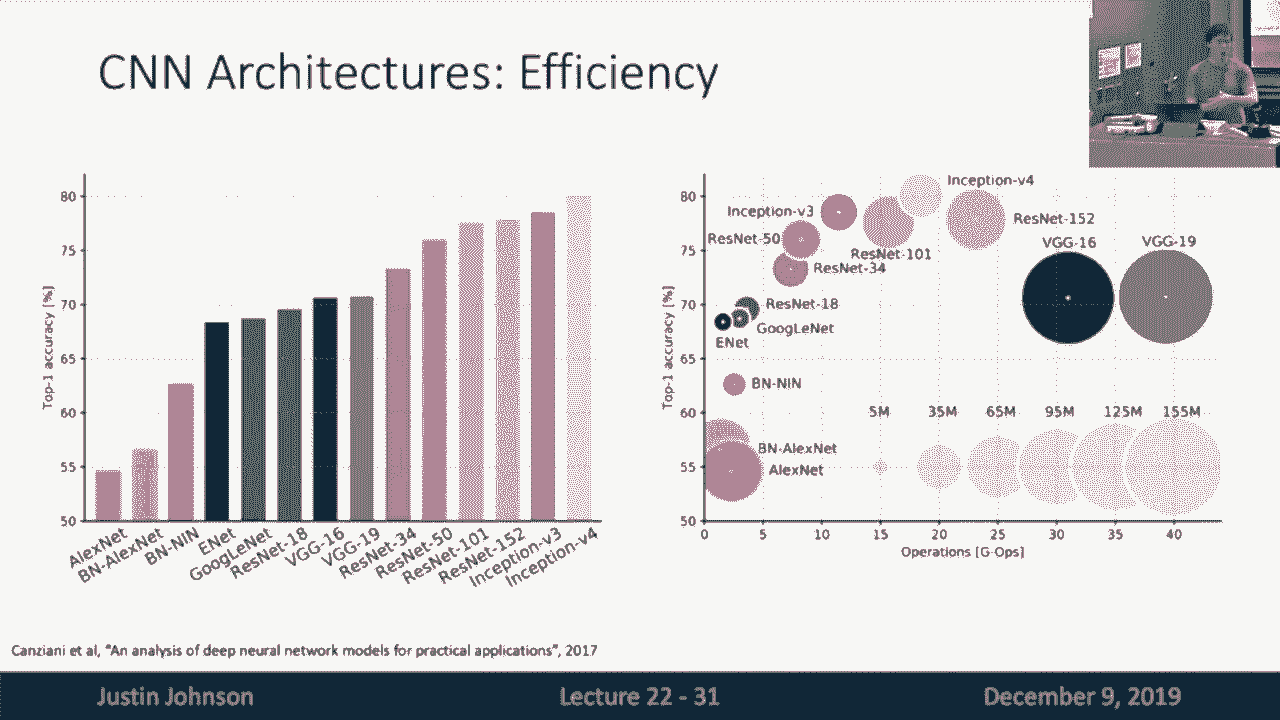 CNN Architectures: Efficiency
80
75
70
65
60
55
50
Top-1 accuracy [%]
AlexNet
BN-AlexNet
BN-NIN
ENet
GoogLeNet
ResNet-18
VGG-16
VGG-19
ResNet-34
ResNet-50
ResNet-101
ResNet-152
Inception-v3
Inception-v4
80
75
70
65
60
55
50
Top-1 accuracy [%]
Inception-v4
Inception-v3
ResNet-152
ResNet-50
VGG-16
VGG-19
ResNet-101
ResNet-34
ResNet-18
GoogLeNet
ENet
BN-NIN
5M 35M 65M 95M 125M 155M
BN-AlexNet
AlexNet
0 5 10 15 20 25 30 35 40
Operations [G-Ops]
Canziani et al, “An analysis of deep neural network models for practical applications”, 2017
Justin Johnson
Lecture 22 - 31
December 9, 2019